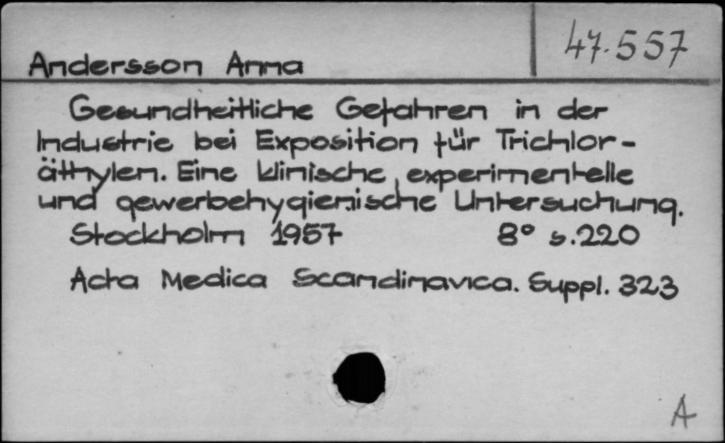 Andersson Anna
47.557
Gesundheitliche Gefahren in der
Industrie bei Exposition für Trichlor-
äthylen. Eine klinische, experimentelle
und gewerbehygienische Untersuchung.
Stockholm 1957 8° s.220
Acta Medica Scandinavica. Suppl. 323
A